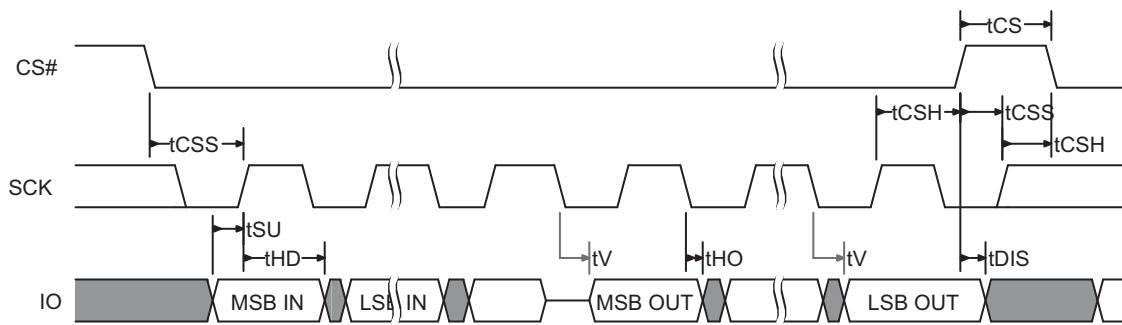 tCS
CS#
tCSH
tCSS
tCSS
tCSH
SCK
tSU
tHD
tV
tHO
tV
tDIS
IO
MSB IN
LSB IN
MSB OUT
LSB OUT